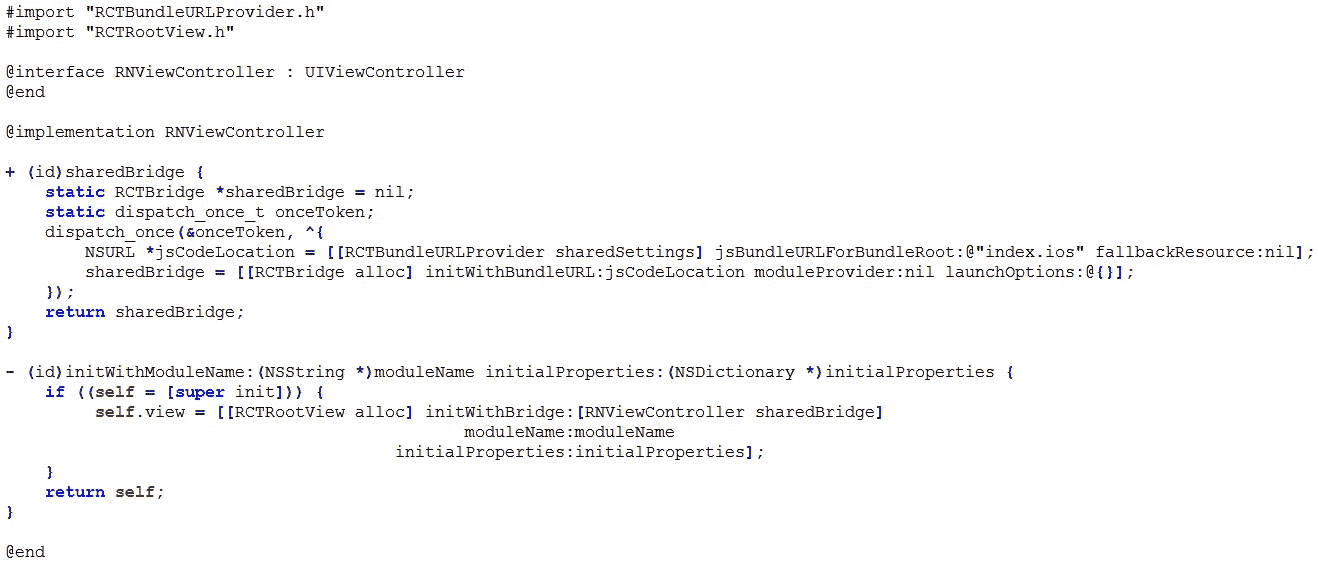 #import "RCTBundleURLProvider.h"
#import "RCTRootView.h"

@interface RNViewController : UIViewController
@end

@implementation RNViewController

+ (id)sharedBridge {
    static RCTBridge *sharedBridge = nil;
    static dispatch_once_t onceToken;
    dispatch_once(&onceToken, ^{
        NSURL *jsCodeLocation = [[RCTBundleURLProvider sharedSettings] jsBundleURLForBundleRoot:@"index.ios" fallbackResource:nil];
        sharedBridge = [[RCTBridge alloc] initWithBundleURL:jsCodeLocation moduleProvider:nil launchOptions:@{}];
    });
    return sharedBridge;
}

- (id)initWithModuleName:(NSString *)moduleName initialProperties:(NSDictionary *)initialProperties {
    if ((self = [super init])) {
         self.view = [[RCTRootView alloc] initWithBridge:[RNViewController sharedBridge]
                                              moduleName:moduleName
                                       initialProperties:initialProperties];
    }
    return self;
}

@end